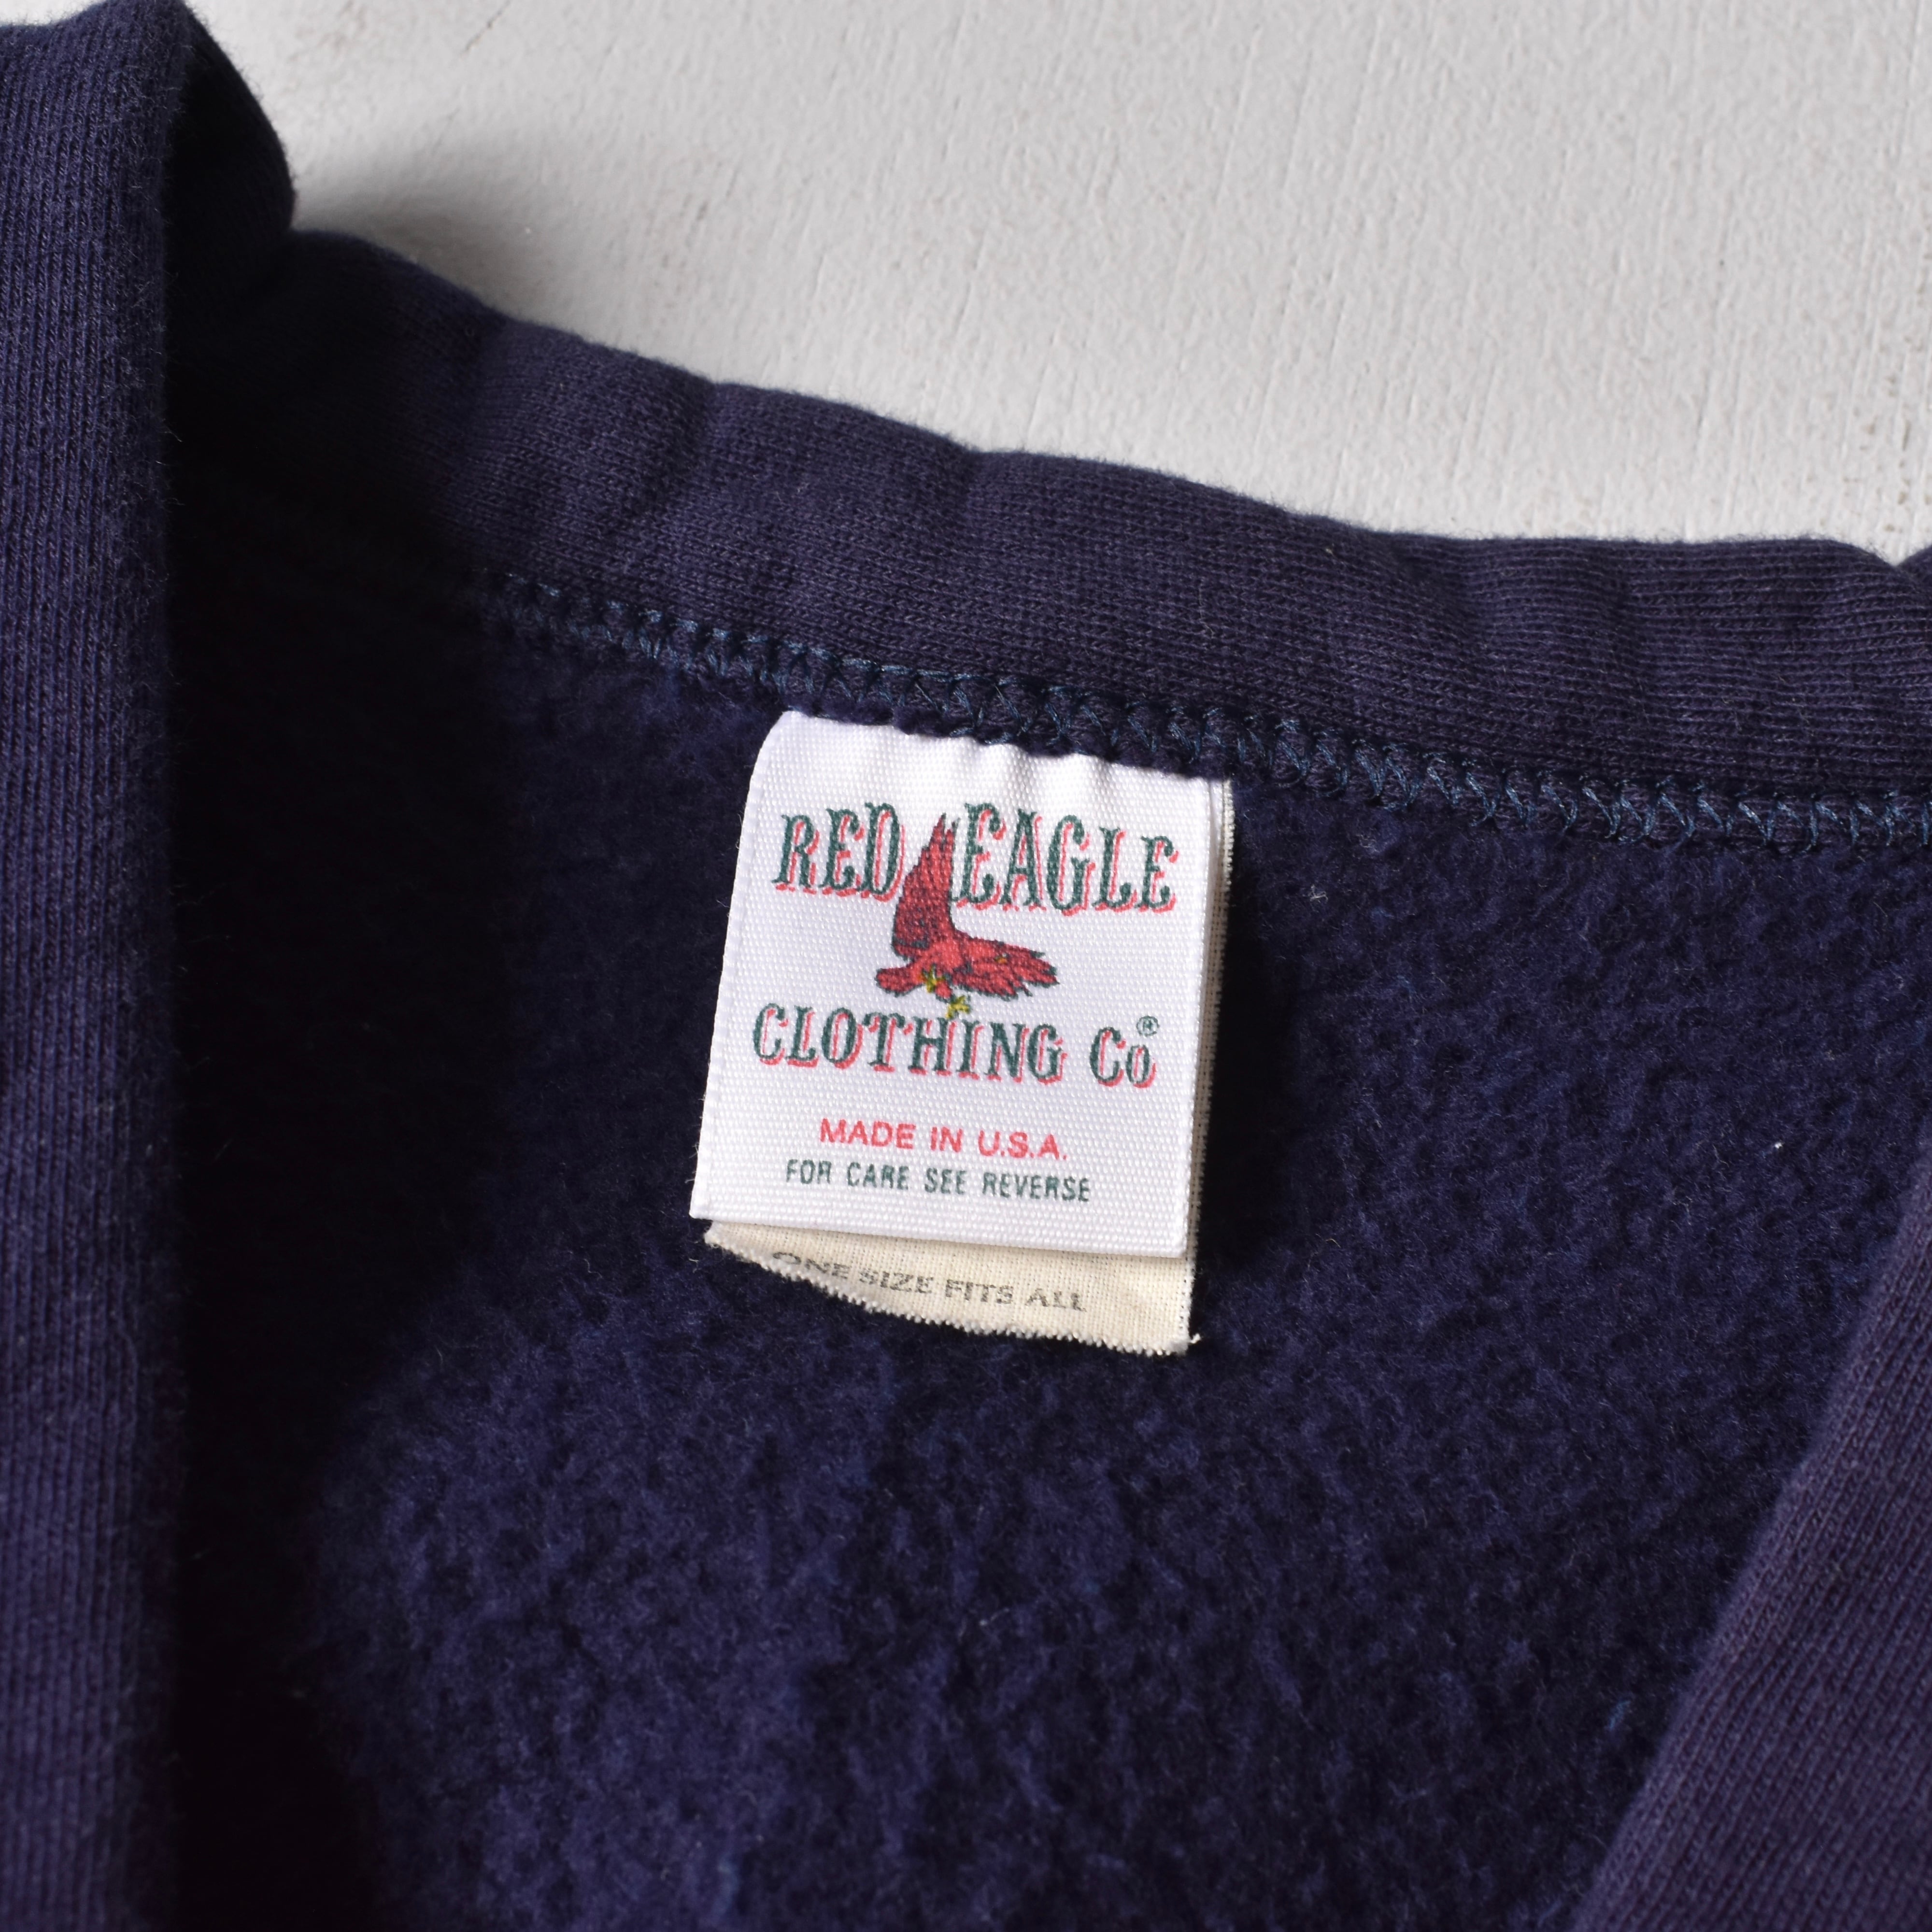 RED EAGLE
CLOTHING Co®
MADE IN U.S.A.
FOR CARE SEE REVERSE
ONE SIZE FITS ALL